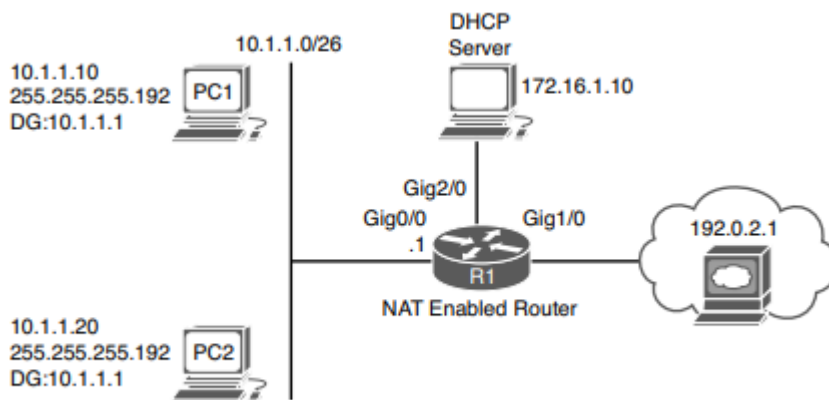 10.1.1.0/26
DHCP
Server
10.1.1.10
255.255.255.192
DG:10.1.1.1
PC1
172.16.1.10
Gig2/0
Gig0/0
Gig1/0
.1
192.0.2.1
R1
NAT Enabled Router
10.1.1.20
255.255.255.192
DG:10.1.1.1
PC2